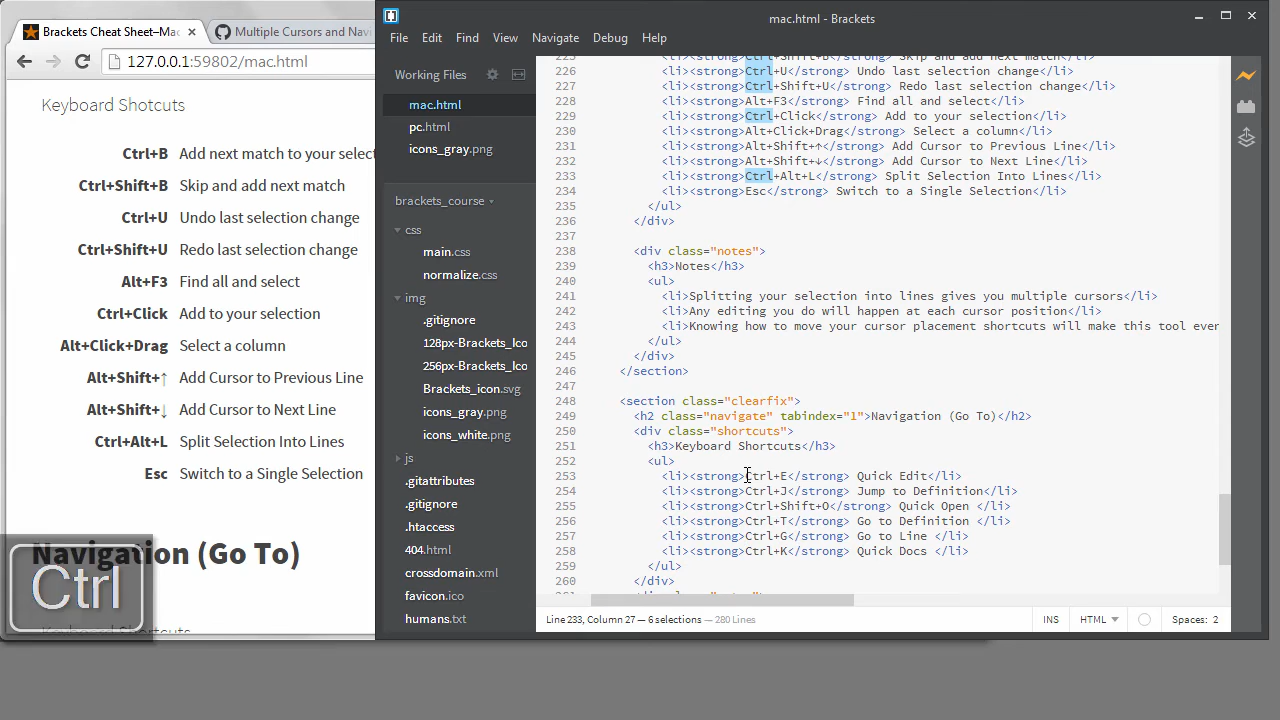 Brackets Cheat Sheet—Mac
Multiple Cursors and Navi
127.0.0.1:59802/mac.html
Keyboard Shotcuts
Ctrl+B Add next match to your select
Ctrl+Shift+B Skip and add next match
Ctrl+U Undo last selection change
Ctrl+Shift+U Redo last selection change
Alt+F3 Find all and select
Ctrl+Click Add to your selection
Alt+Click+Drag Select a column
Alt+Shift+↑ Add Cursor to Previous Line
Alt+Shift+↓ Add Cursor to Next Line
Ctrl+Alt+L Split Selection Into Lines
Esc Switch to a Single Selection
Navigation (Go To)
Ctrl
mac.html - Brackets
File Edit Find View Navigate Debug Help
Working Files
mac.html
pc.html
icons_gray.png
brackets_course
css
main.css
normalize.css
img
.gitignore
128px-Brackets_Ico
256px-Brackets_Ico
Brackets_icon.svg
icons_gray.png
icons_white.png
js
.gitattributes
.gitignore
.htaccess
404.html
crossdomain.xml
favicon.ico
humans.txt
225 <li><strong>Ctrl+Shift+B</strong> Skip and add next match</li>
226 <li><strong>Ctrl+U</strong> Undo last selection change</li>
227 <li><strong>Ctrl+Shift+U</strong> Redo last selection change</li>
228 <li><strong>Alt+F3</strong> Find all and select</li>
229 <li><strong>Ctrl+Click</strong> Add to your selection</li>
230 <li><strong>Alt+Click+Drag</strong> Select a column</li>
231 <li><strong>Alt+Shift+↑</strong> Add Cursor to Previous Line</li>
232 <li><strong>Alt+Shift+↓</strong> Add Cursor to Next Line</li>
233 <li><strong>Ctrl+Alt+L</strong> Split Selection Into Lines</li>
234 <li><strong>Esc</strong> Switch to a Single Selection</li>
235 </ul>
236 </div>
237
238 <div class="notes">
239 <h3>Notes</h3>
240 <ul>
241 <li>Splitting your selection into lines gives you multiple cursors</li>
242 <li>Any editing you do will happen at each cursor position</li>
243 <li>Knowing how to move your cursor placement shortcuts will make this tool ever
244 </ul>
245 </div>
246 </section>
247
248 <section class="clearfix">
249 <h2 class="navigate" tabindex="1">Navigation (Go To)</h2>
250 <div class="shortcuts">
251 <h3>Keyboard Shortcuts</h3>
252 <ul>
253 <li><strong>Ctrl+E</strong> Quick Edit</li>
254 <li><strong>Ctrl+J</strong> Jump to Definition</li>
255 <li><strong>Ctrl+Shift+O</strong> Quick Open </li>
256 <li><strong>Ctrl+T</strong> Go to Definition </li>
257 <li><strong>Ctrl+G</strong> Go to Line </li>
258 <li><strong>Ctrl+K</strong> Quick Docs </li>
259 </ul>
260 </div>
Line 233, Column 27 — 6 selections — 280 Lines
INS HTML Spaces: 2